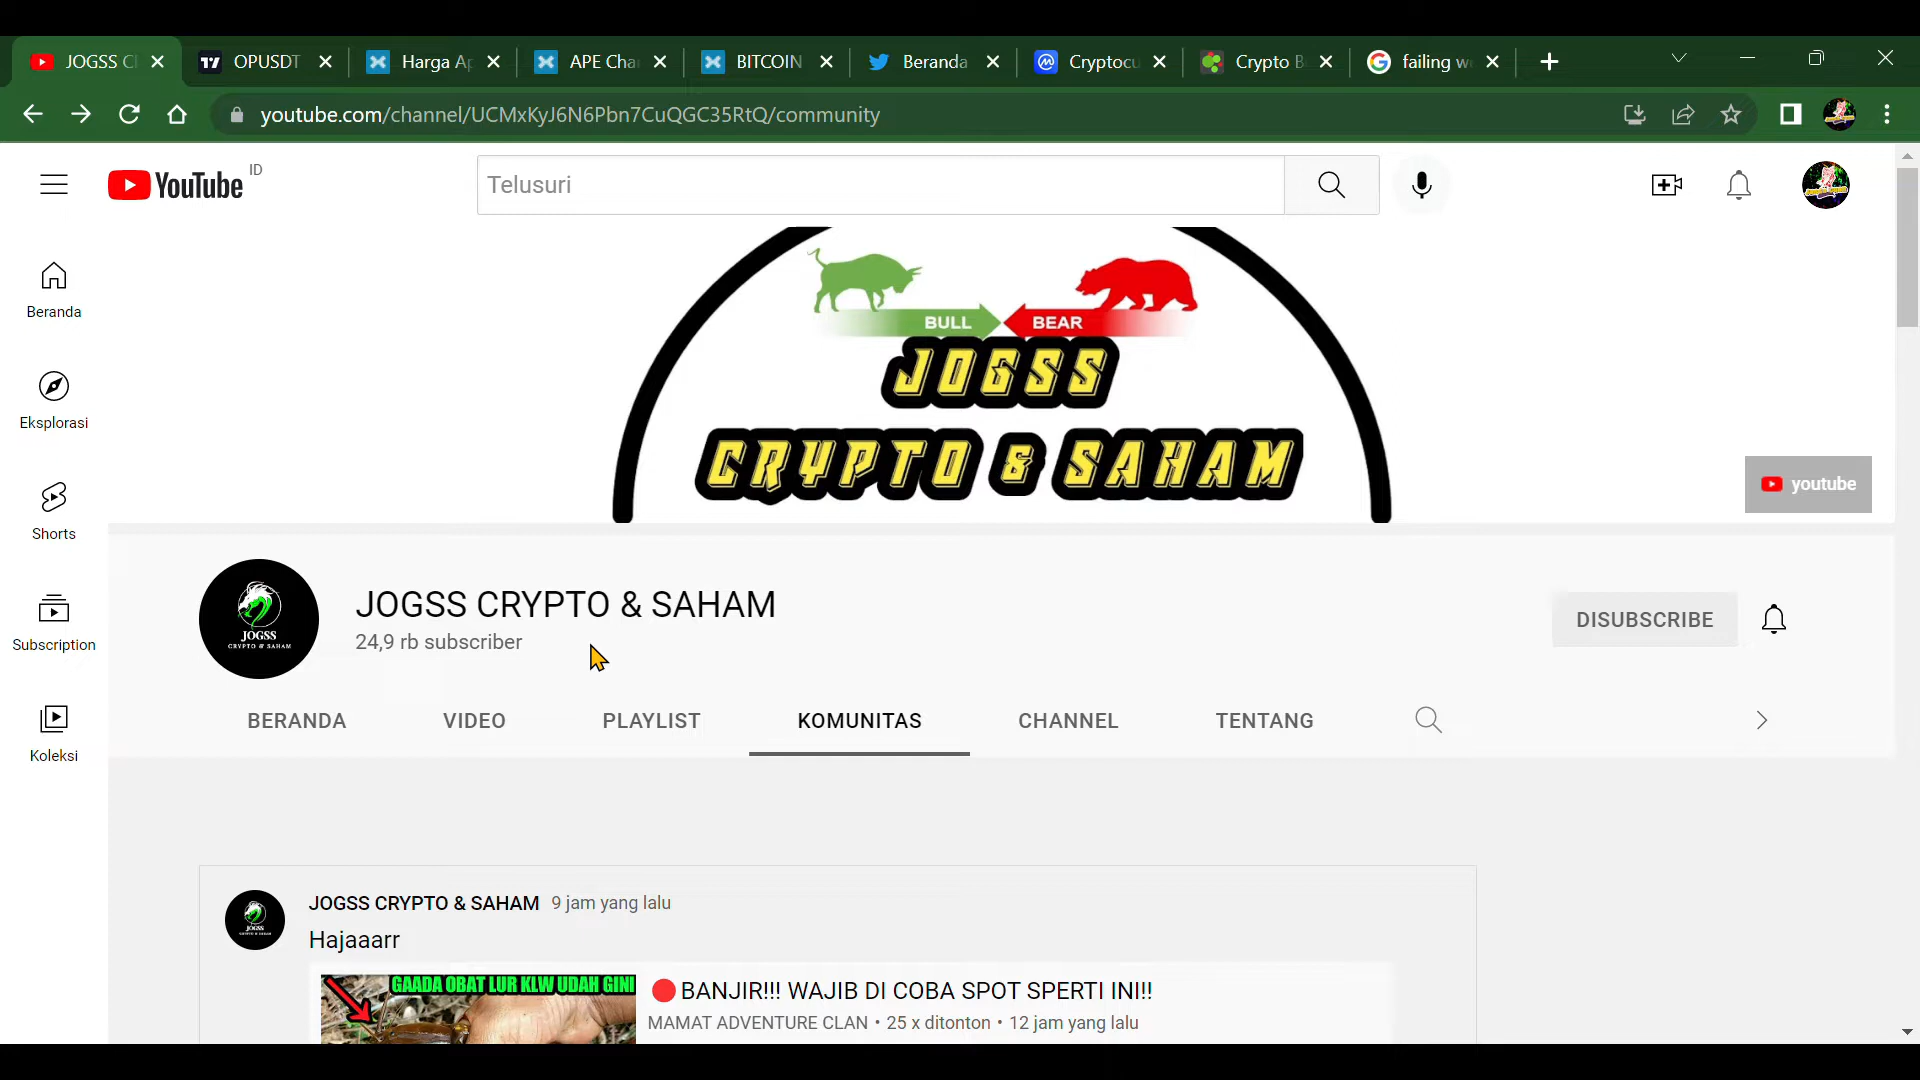 JOGSS C
OPUSDT
Harga A
APE Cha
BITCOIN
Beranda
Cryptocu
Crypto B
failing w
youtube.com/channel/UCMxKyJ6N6Pbn7CuQGC35RtQ/community
YouTube ID
Telusuri
Beranda
Eksplorasi
Shorts
Subscription
Koleksi
BULL BEAR
JOGSS
CRYPTO & SAHAM
youtube
JOGSS
CRYPTO & SAHAM
JOGSS CRYPTO & SAHAM
24,9 rb subscriber
DISUBSCRIBE
BERANDA VIDEO PLAYLIST KOMUNITAS CHANNEL TENTANG
JOGSS CRYPTO & SAHAM 9 jam yang lalu
Hajaaarr
GAADA OBAT LUR KLW UDAH GINI
BANJIR!!! WAJIB DI COBA SPOT SPERTI INI!!
MAMAT ADVENTURE CLAN • 25 x ditonton • 12 jam yang lalu